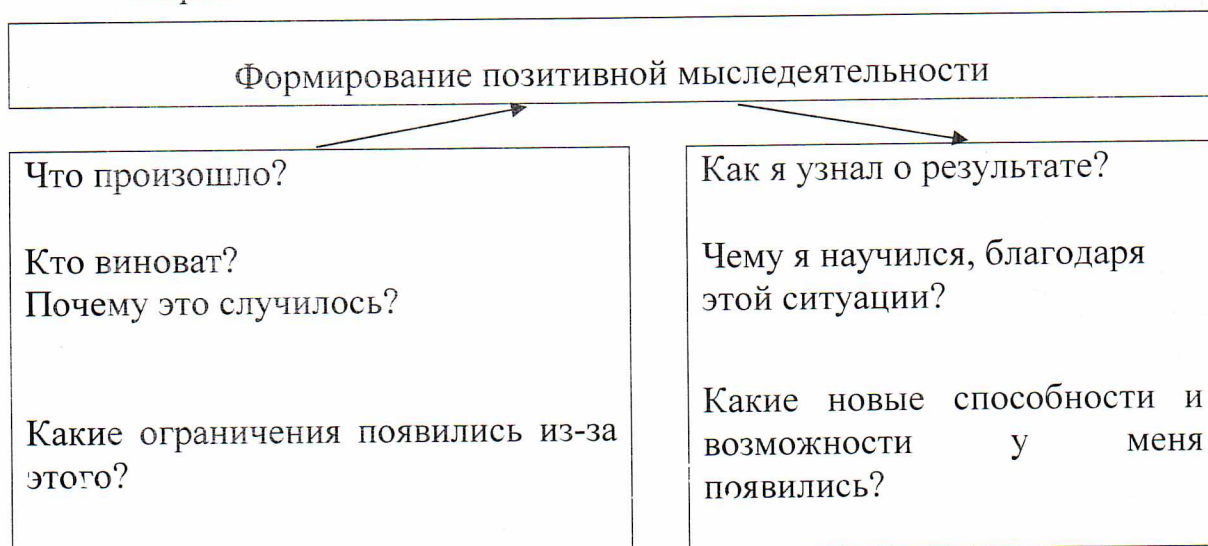 Формирование позитивной мыследеятельности
Что произошло?
Кто виноват?
Почему это случилось?
Какие ограничения появились из-за
этого?
Как я узнал о результате?
Чему я научился, благодаря
этой ситуации?
Какие новые способности и
возможности у меня
появились?